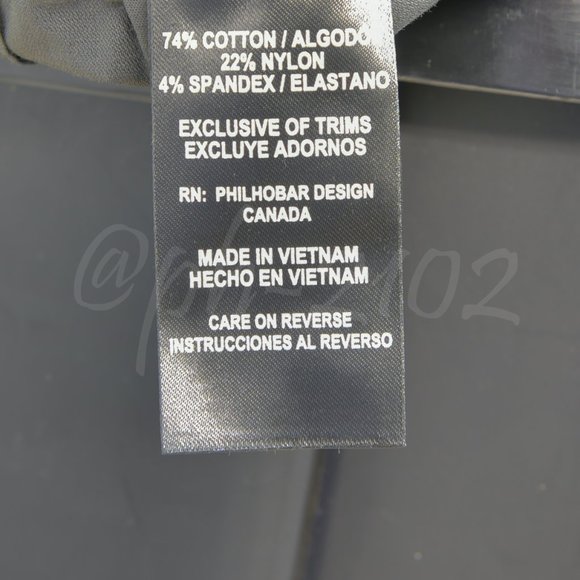 74% COTTON / ALGODO
22% NYLON
4% SPANDEX / ELASTANO
EXCLUSIVE OF TRIMS
EXCLUYE ADORNOS
RN: PHILHOBAR DESIGN
CANADA
MADE IN VIETNAM
HECHO EN VIETNAM
CARE ON REVERSE
INSTRUCCIONES AL REVERSO